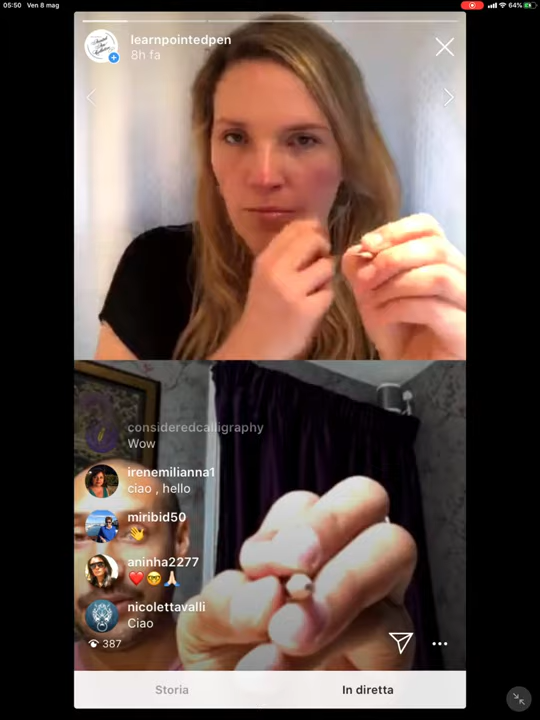 05:50 Ven 8 mag
64%
learnpointedpen
8h fa
consideredcalligraphy
Wow
irenemilianna1
ciao , hello
miribid50
aninha2277
nicolettavalli
Ciao
387
Storia
In diretta